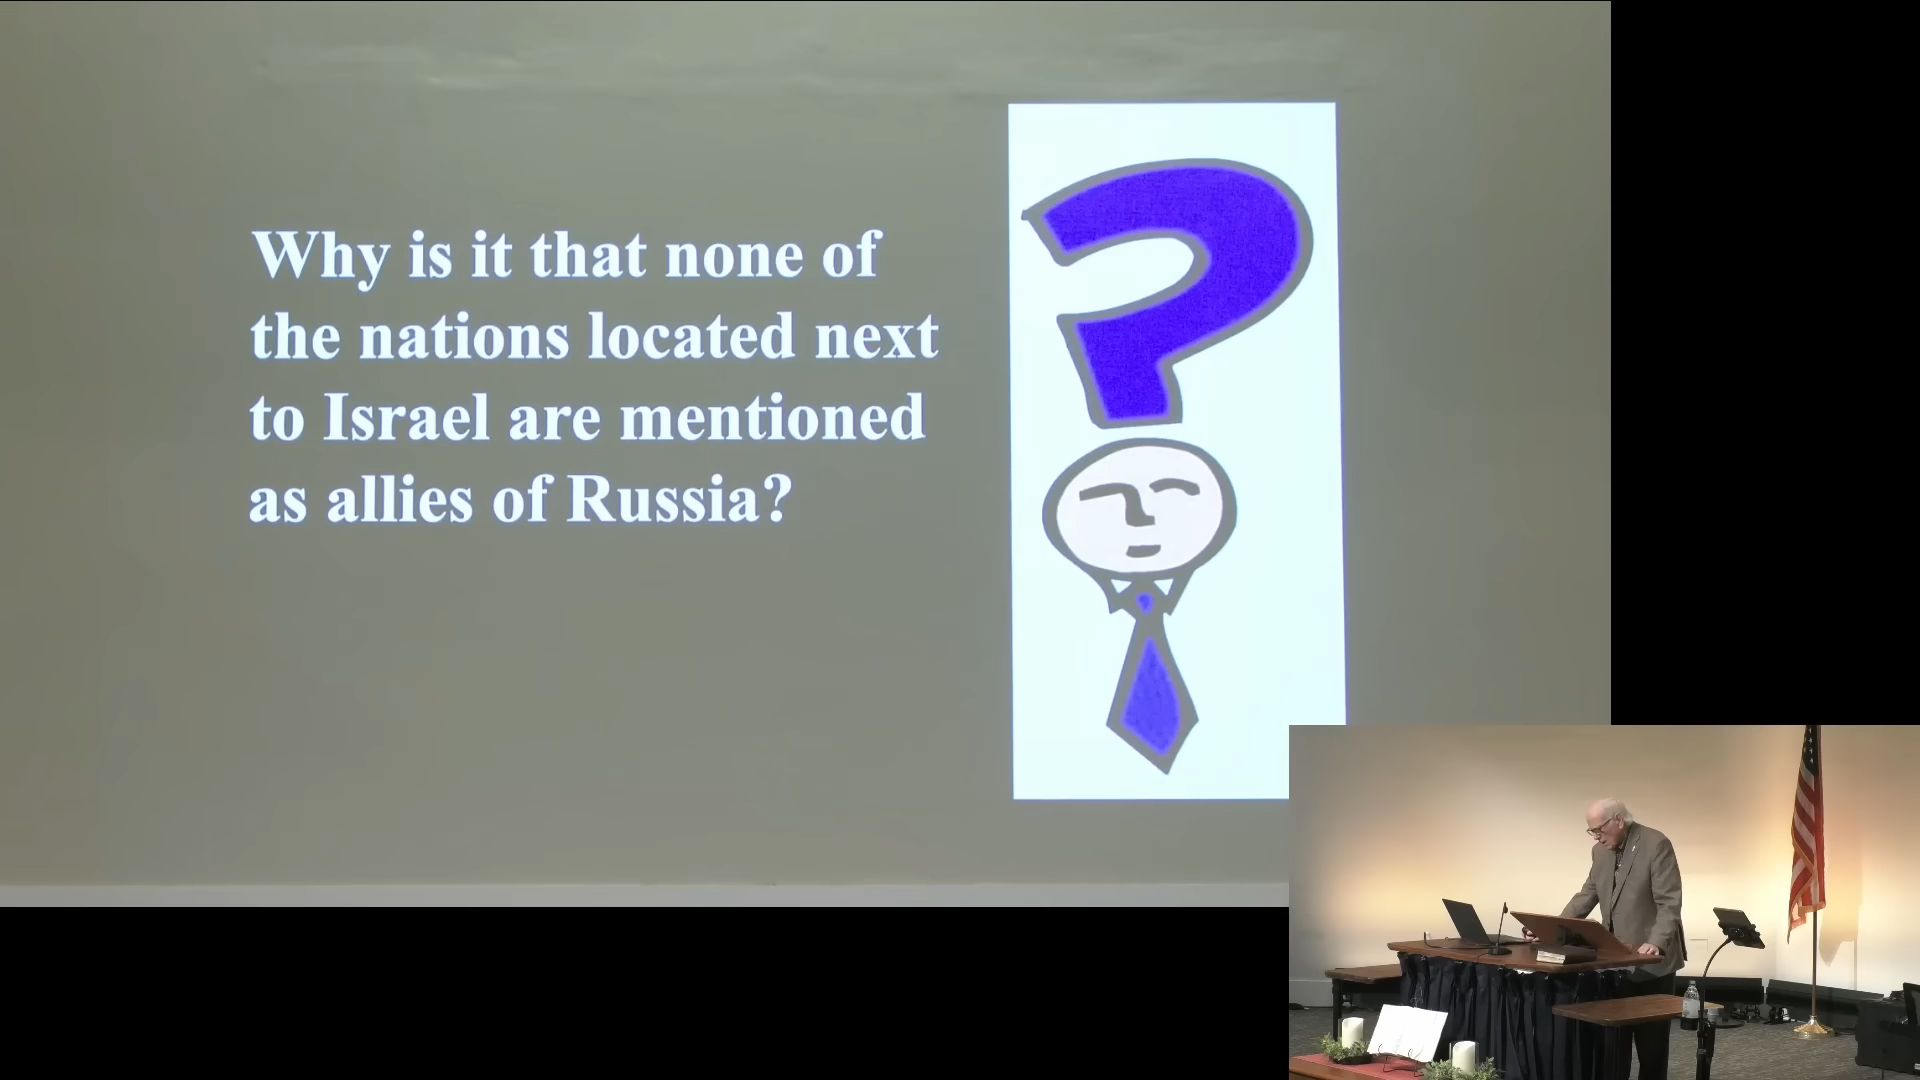 Why is it that none of
the nations located next
to Israel are mentioned
as allies of Russia?